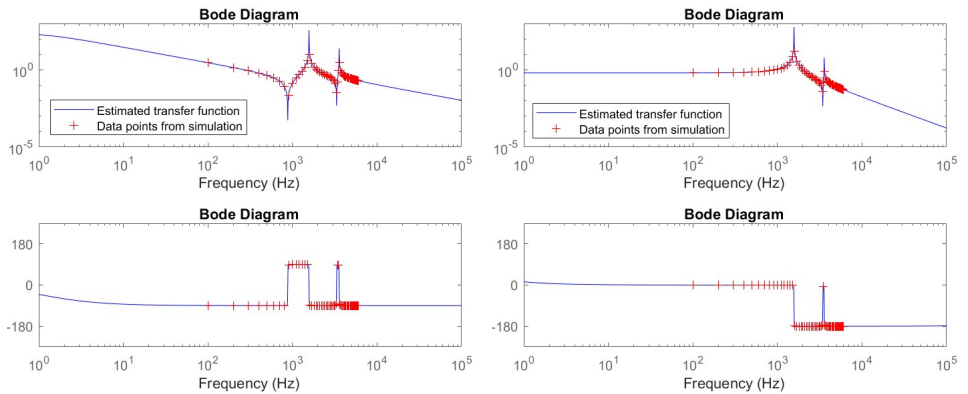 Bode Diagram
10^0
10^-5
Estimated transfer function
Data points from simulation
10^0 10^1 10^2 10^3 10^4 10^5
Frequency (Hz)
Bode Diagram
10^0
10^-5
Estimated transfer function
Data points from simulation
10^0 10^1 10^2 10^3 10^4 10^5
Frequency (Hz)
Bode Diagram
180
0
-180
10^0 10^1 10^2 10^3 10^4 10^5
Frequency (Hz)
Bode Diagram
180
0
-180
10^0 10^1 10^2 10^3 10^4 10^5
Frequency (Hz)